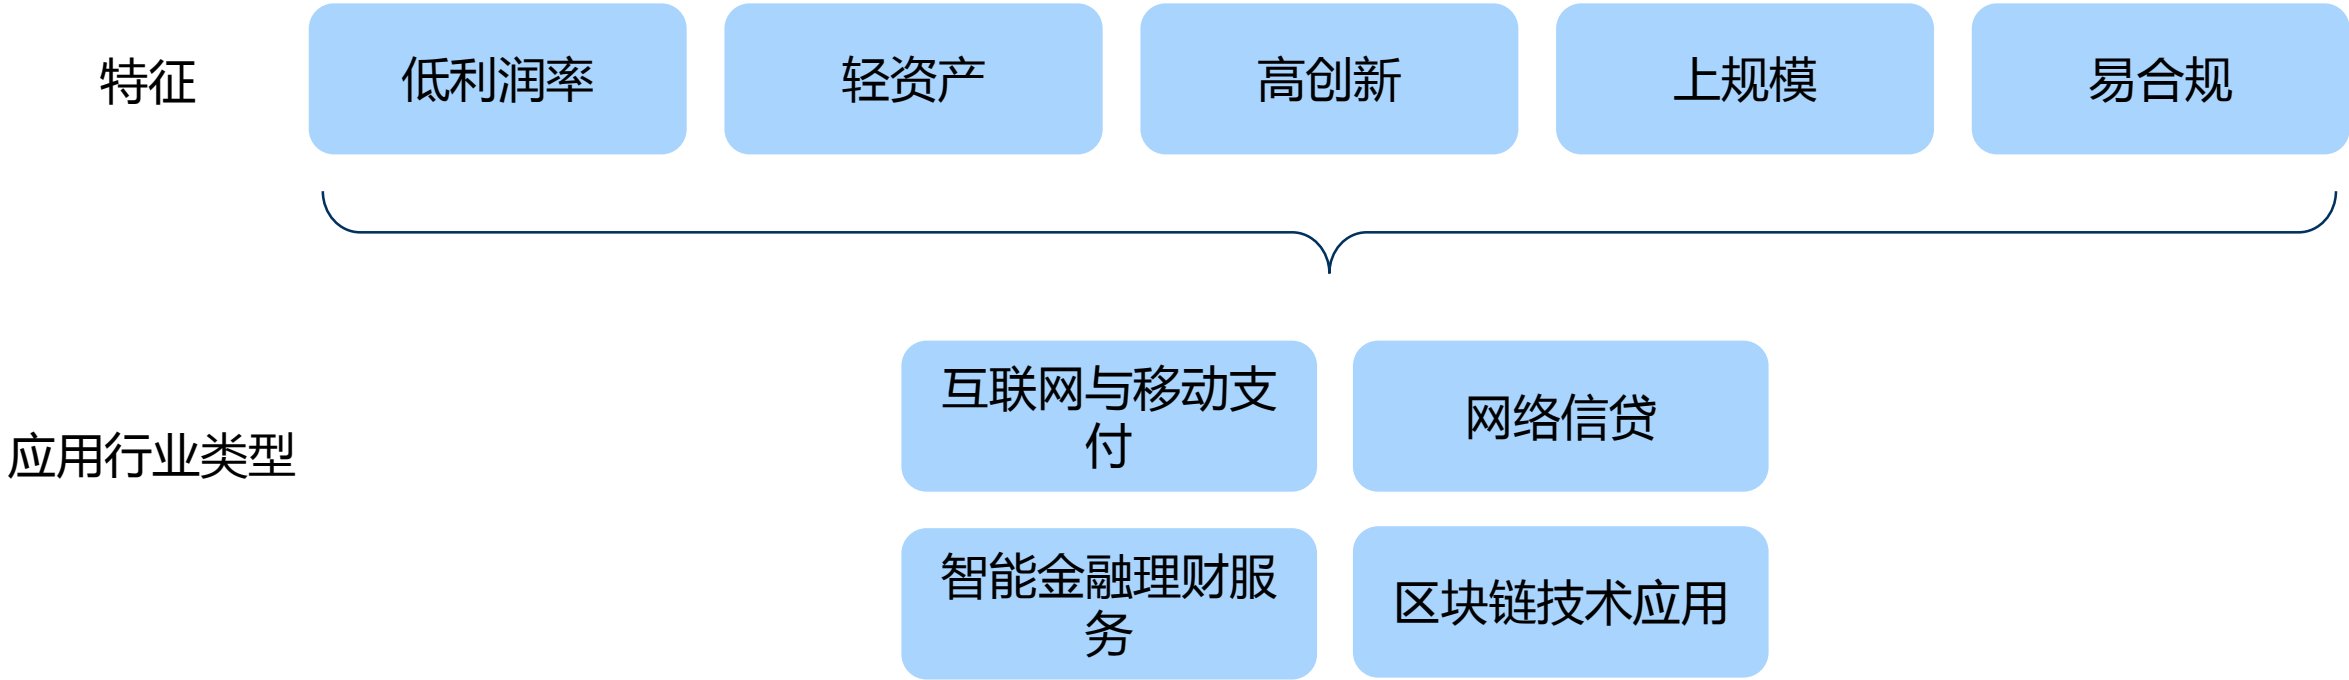 特征
低利润率
轻资产
高创新
上规模
易合规
应用行业类型
互联网与移动支
付
网络信贷
智能金融理财服
务
区块链技术应用